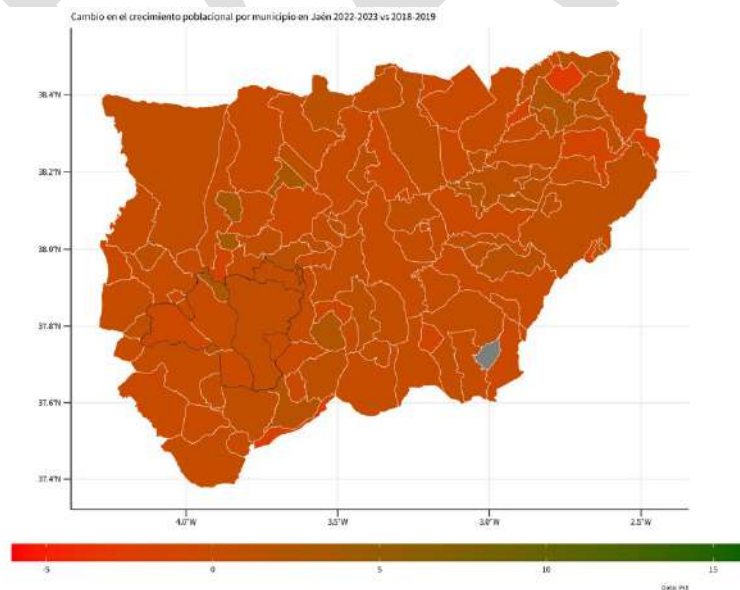 Cambio en el crecimiento poblacional por municipio en Jaén 2022-2023 vs 2018-2019
38.4°N
38.2°N
38.0°N
37.8°N
37.6°N
37.4°N
4.0°W
3.5°W
3.0°W
2.5°W
-5
0
5
10
15